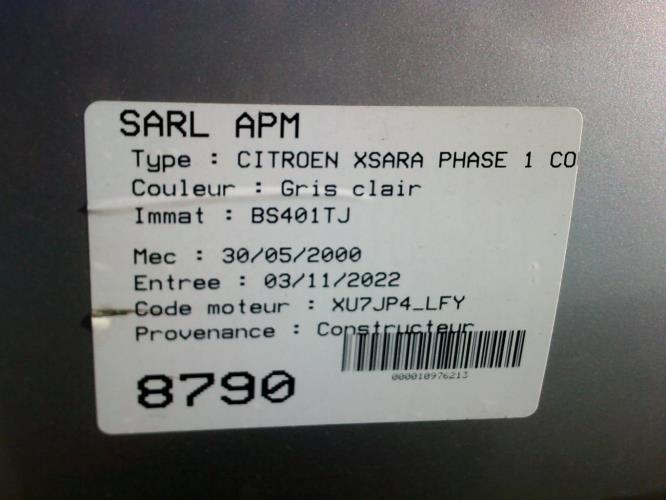 SARL APM
Type : CITROEN XSARA PHASE 1 CO
Couleur : Gris clair
Immat : BS401TJ
Mec : 30/05/2000
Entree : 03/11/2022
Code moteur : XU7JP4_LFY
Provenance : Constructeur
000010976213
8790